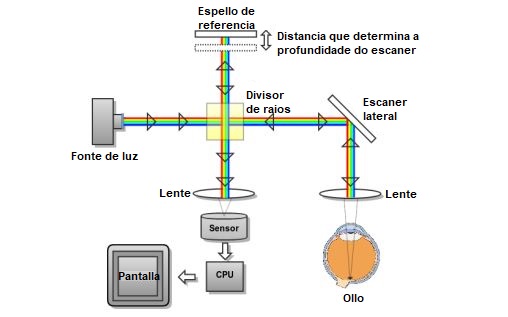 Espello de
referencia
Distancia que determina a
profundidade do escaner
Divisor
de raios
Escaner
lateral
Fonte de luz
Lente
Lente
Sensor
CPU
Pantalla
Ollo